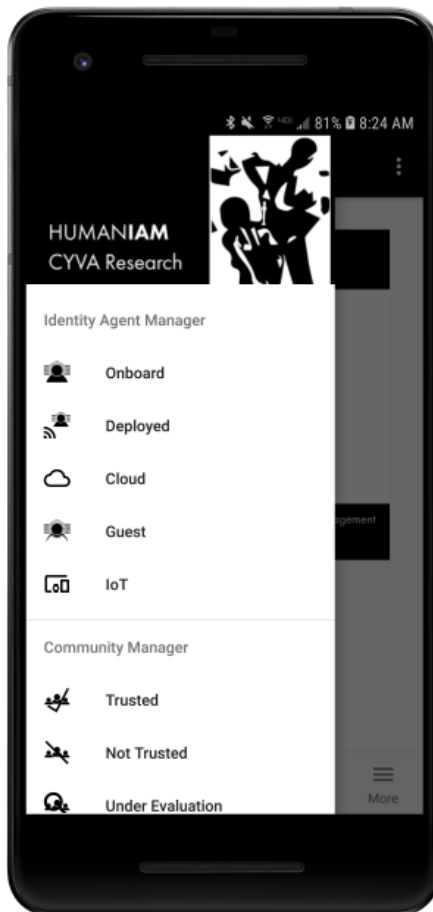 81% 8:24 AM
HUMANIAM
CYVA Research
Identity Agent Manager
Onboard
Deployed
Cloud
Guest
agement
IoT
Community Manager
Trusted
Not Trusted
Under Evaluation
More